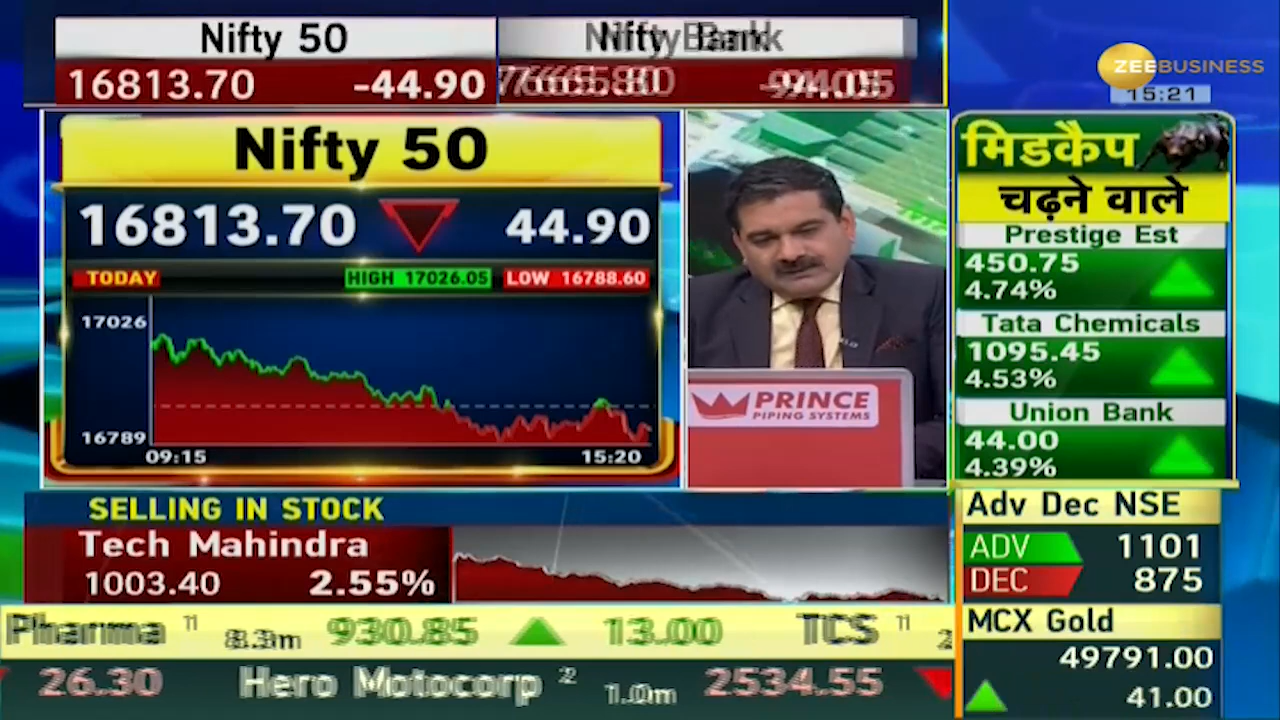 Nifty 50
16813.70 -44.90
ZEEBUSINESS
15:21
Nifty 50
16813.70 44.90
TODAY HIGH 17026.05 LOW 16788.60
17026
16789
09:15 15:20
PRINCE
PIPING SYSTEMS
मिडकैप
चढ़ने वाले
Prestige Est
450.75
4.74%
Tata Chemicals
1095.45
4.53%
Union Bank
44.00
4.39%
SELLING IN STOCK
Tech Mahindra
1003.40 2.55%
Adv Dec NSE
ADV 1101
DEC 875
MCX Gold
49791.00
41.00
Pharma 11 930.85 13.00 TCS 11
26.30 Hero Motocorp 22 1.0m 2534.55